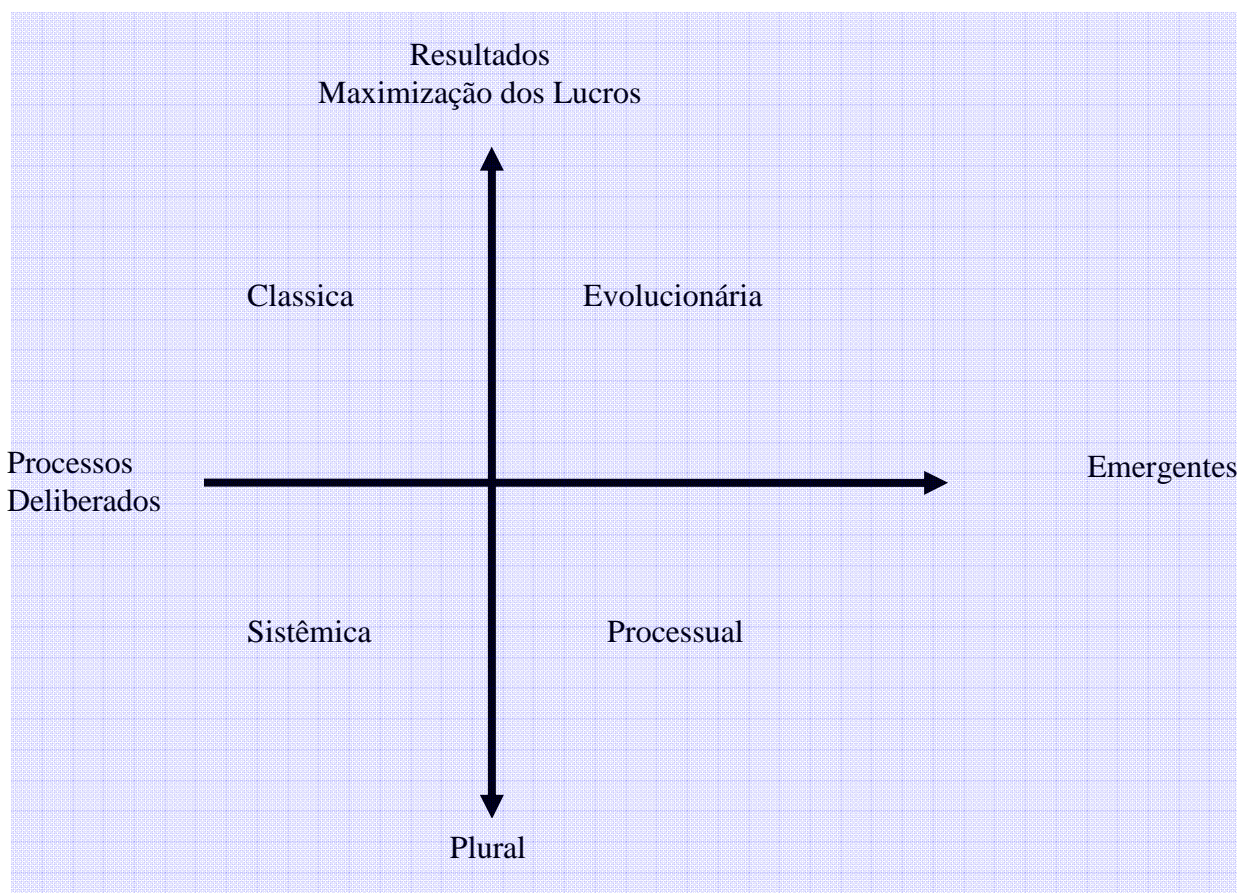 Resultados
Maximização dos Lucros
Classica
Evolucionária
Processos
Deliberados
Emergentes
Sistêmica
Processual
Plural